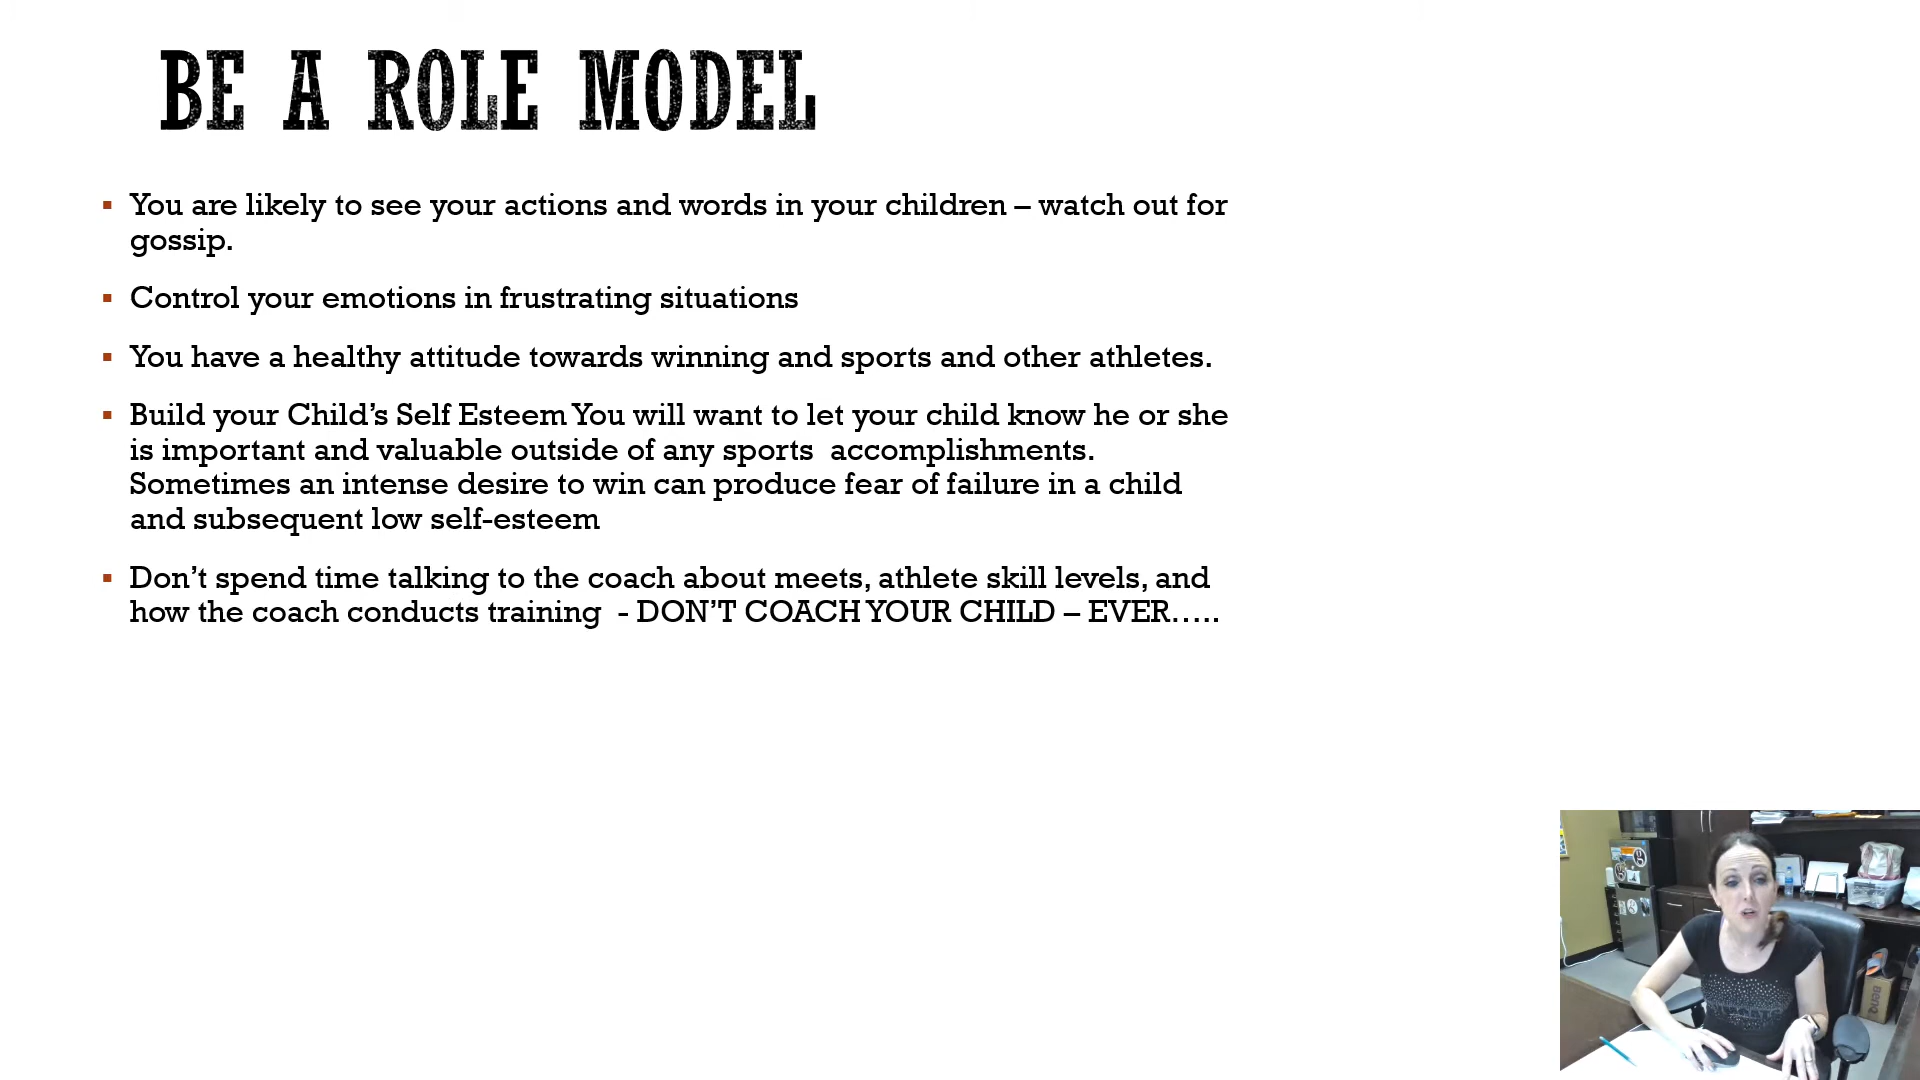 BE A ROLE MODEL
▪ You are likely to see your actions and words in your children – watch out for
gossip.
▪ Control your emotions in frustrating situations
▪ You have a healthy attitude towards winning and sports and other athletes.
▪ Build your Child’s Self Esteem You will want to let your child know he or she
is important and valuable outside of any sports  accomplishments.
Sometimes an intense desire to win can produce fear of failure in a child
and subsequent low self-esteem
▪ Don’t spend time talking to the coach about meets, athlete skill levels, and
how the coach conducts training  - DON’T COACH YOUR CHILD – EVER…..
BenQ